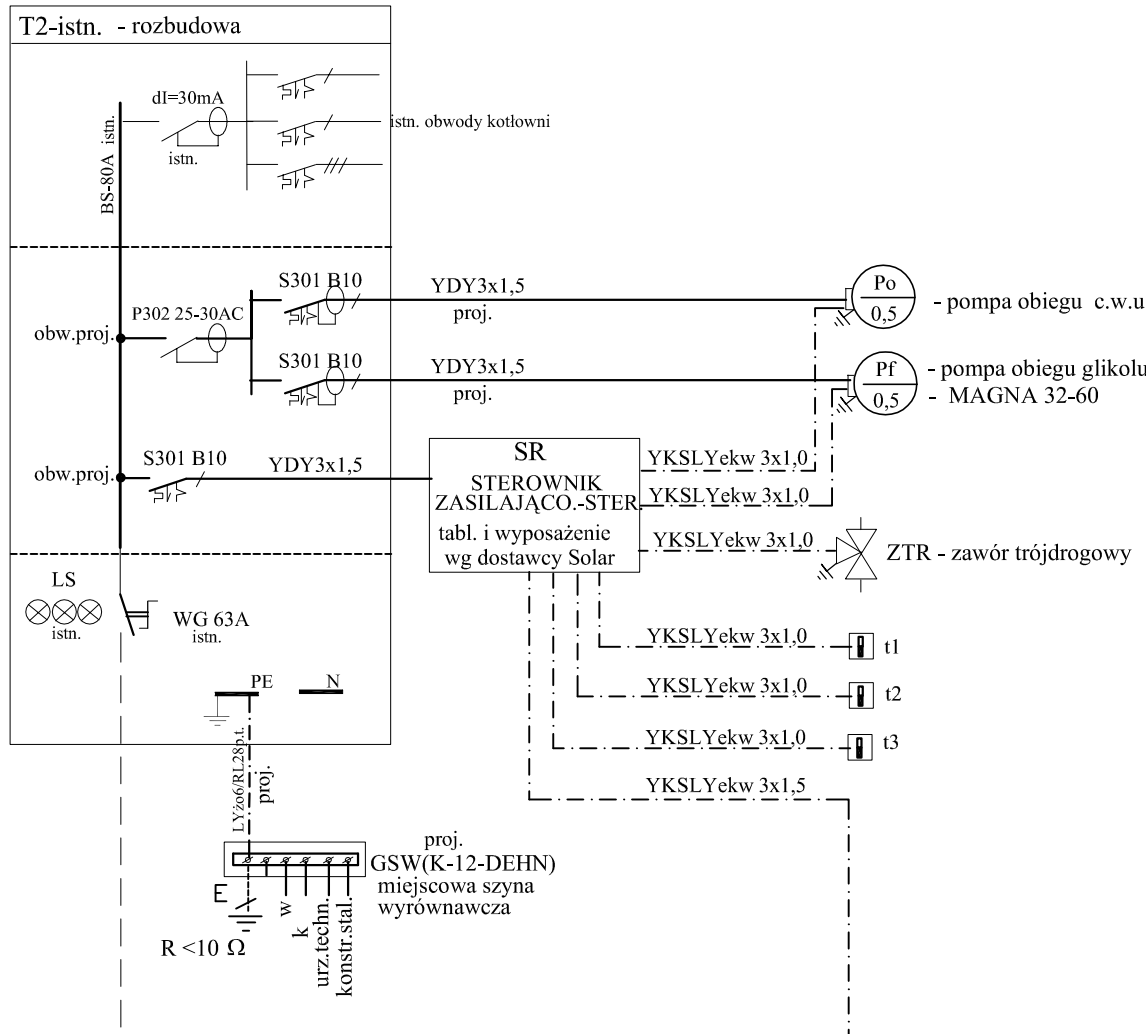 T2-istn. - rozbudowa
dI=30mA
istn.
BS-80A istn.
istn. obwody kotłowni
S301 B10
YDY3x1,5
proj.
P302 25-30AC
obw.proj.
Po
0,5
- pompa obiegu c.w.u
S301 B10
YDY3x1,5
proj.
Pf
0,5
- pompa obiegu glikolu
- MAGNA 32-60
obw.proj.
S301 B10
YDY3x1,5
SR
STEROWNIK
ZASILAJĄCO.-STER.
tabl. i wyposażenie
wg dostawcy Solar
YKSLYekw 3x1,0
YKSLYekw 3x1,0
YKSLYekw 3x1,0
ZTR - zawór trójdrogowy
LS
istn.
WG 63A
istn.
YKSLYekw 3x1,0
t1
YKSLYekw 3x1,0
t2
YKSLYekw 3x1,0
t3
YKSLYekw 3x1,5
PE
N
LYżo6/RL28p.t.
proj.
proj.
GSW(K-12-DEHN)
miejscowa szyna
wyrównawcza
E
R <10 Ω
w
k
urz.techn.
konstr.stal.